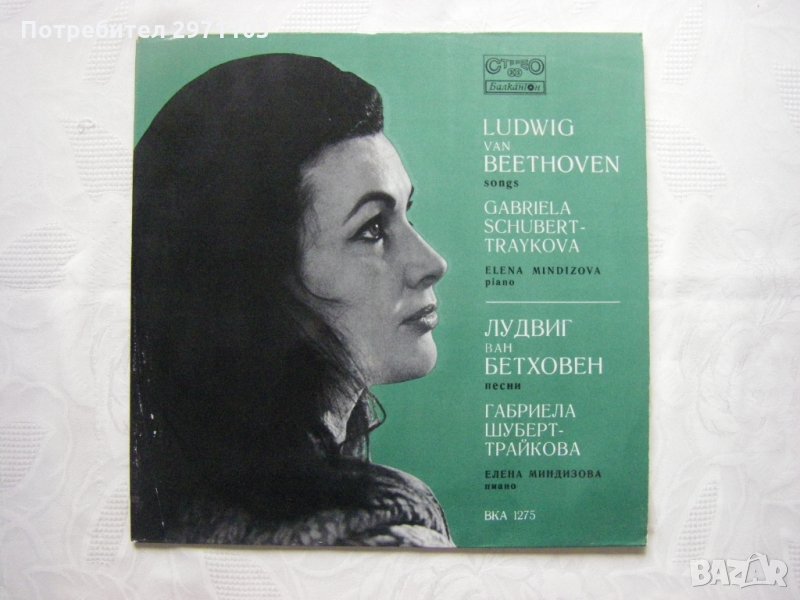 Потребител 2971103
СТЕРЕО
Балкантон
LUDWIG
VAN
BEETHOVEN
songs
GABRIELA
SCHUBERT-
TRAYKOVA
ELENA MINDIZOVA
piano
ЛУДВИГ
ВАН
БЕТХОВЕН
песни
ГАБРИЕЛА
ШУБЕРТ-
ТРАЙКОВА
ЕЛЕНА МИНДИЗОВА
пиано
ВКА 1275
BAZAR